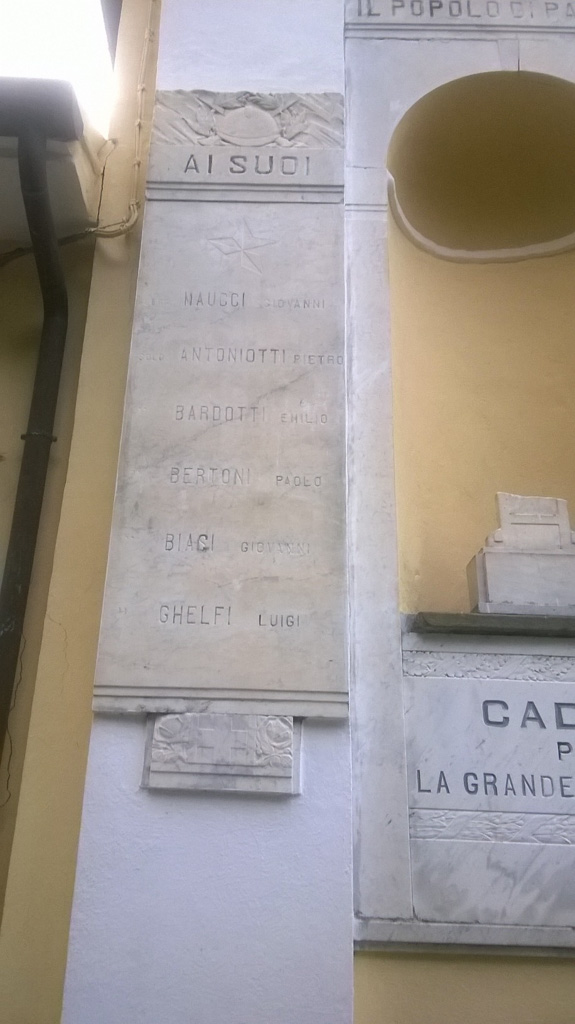 IL POPOLO DI PA
AI SUOI
NAUCCI GIOVANNI
ANTONIOTTI PIETRO
BARDOTTI EMILIO
BERTONI PAOLO
BIAGI GIOVANNI
GHELFI LUIGI
CAD
P
LA GRANDE